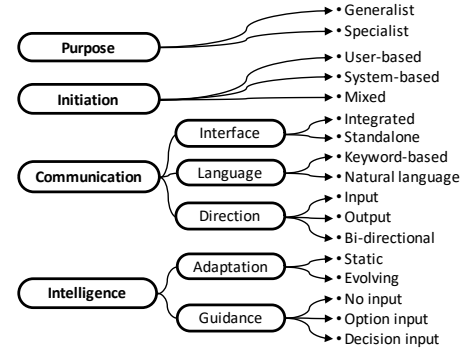 Purpose
• Generalist
• Specialist
Initiation
• User-based
• System-based
• Mixed
Communication
Interface
• Integrated
• Standalone
Language
• Keyword-based
• Natural language
Direction
• Input
• Output
• Bi-directional
Intelligence
Adaptation
• Static
• Evolving
Guidance
• No input
• Option input
• Decision input